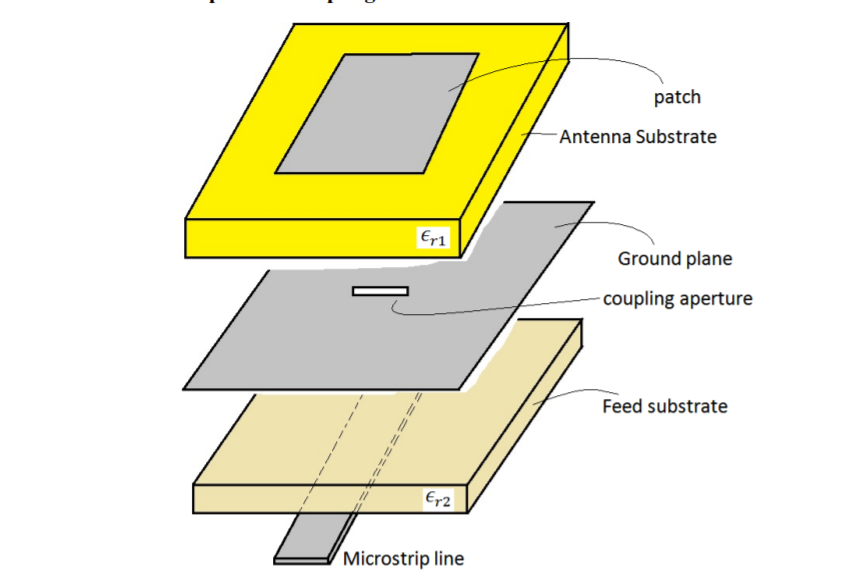 patch
Antenna Substrate
ϵr1
Ground plane
coupling aperture
Feed substrate
ϵr2
Microstrip line